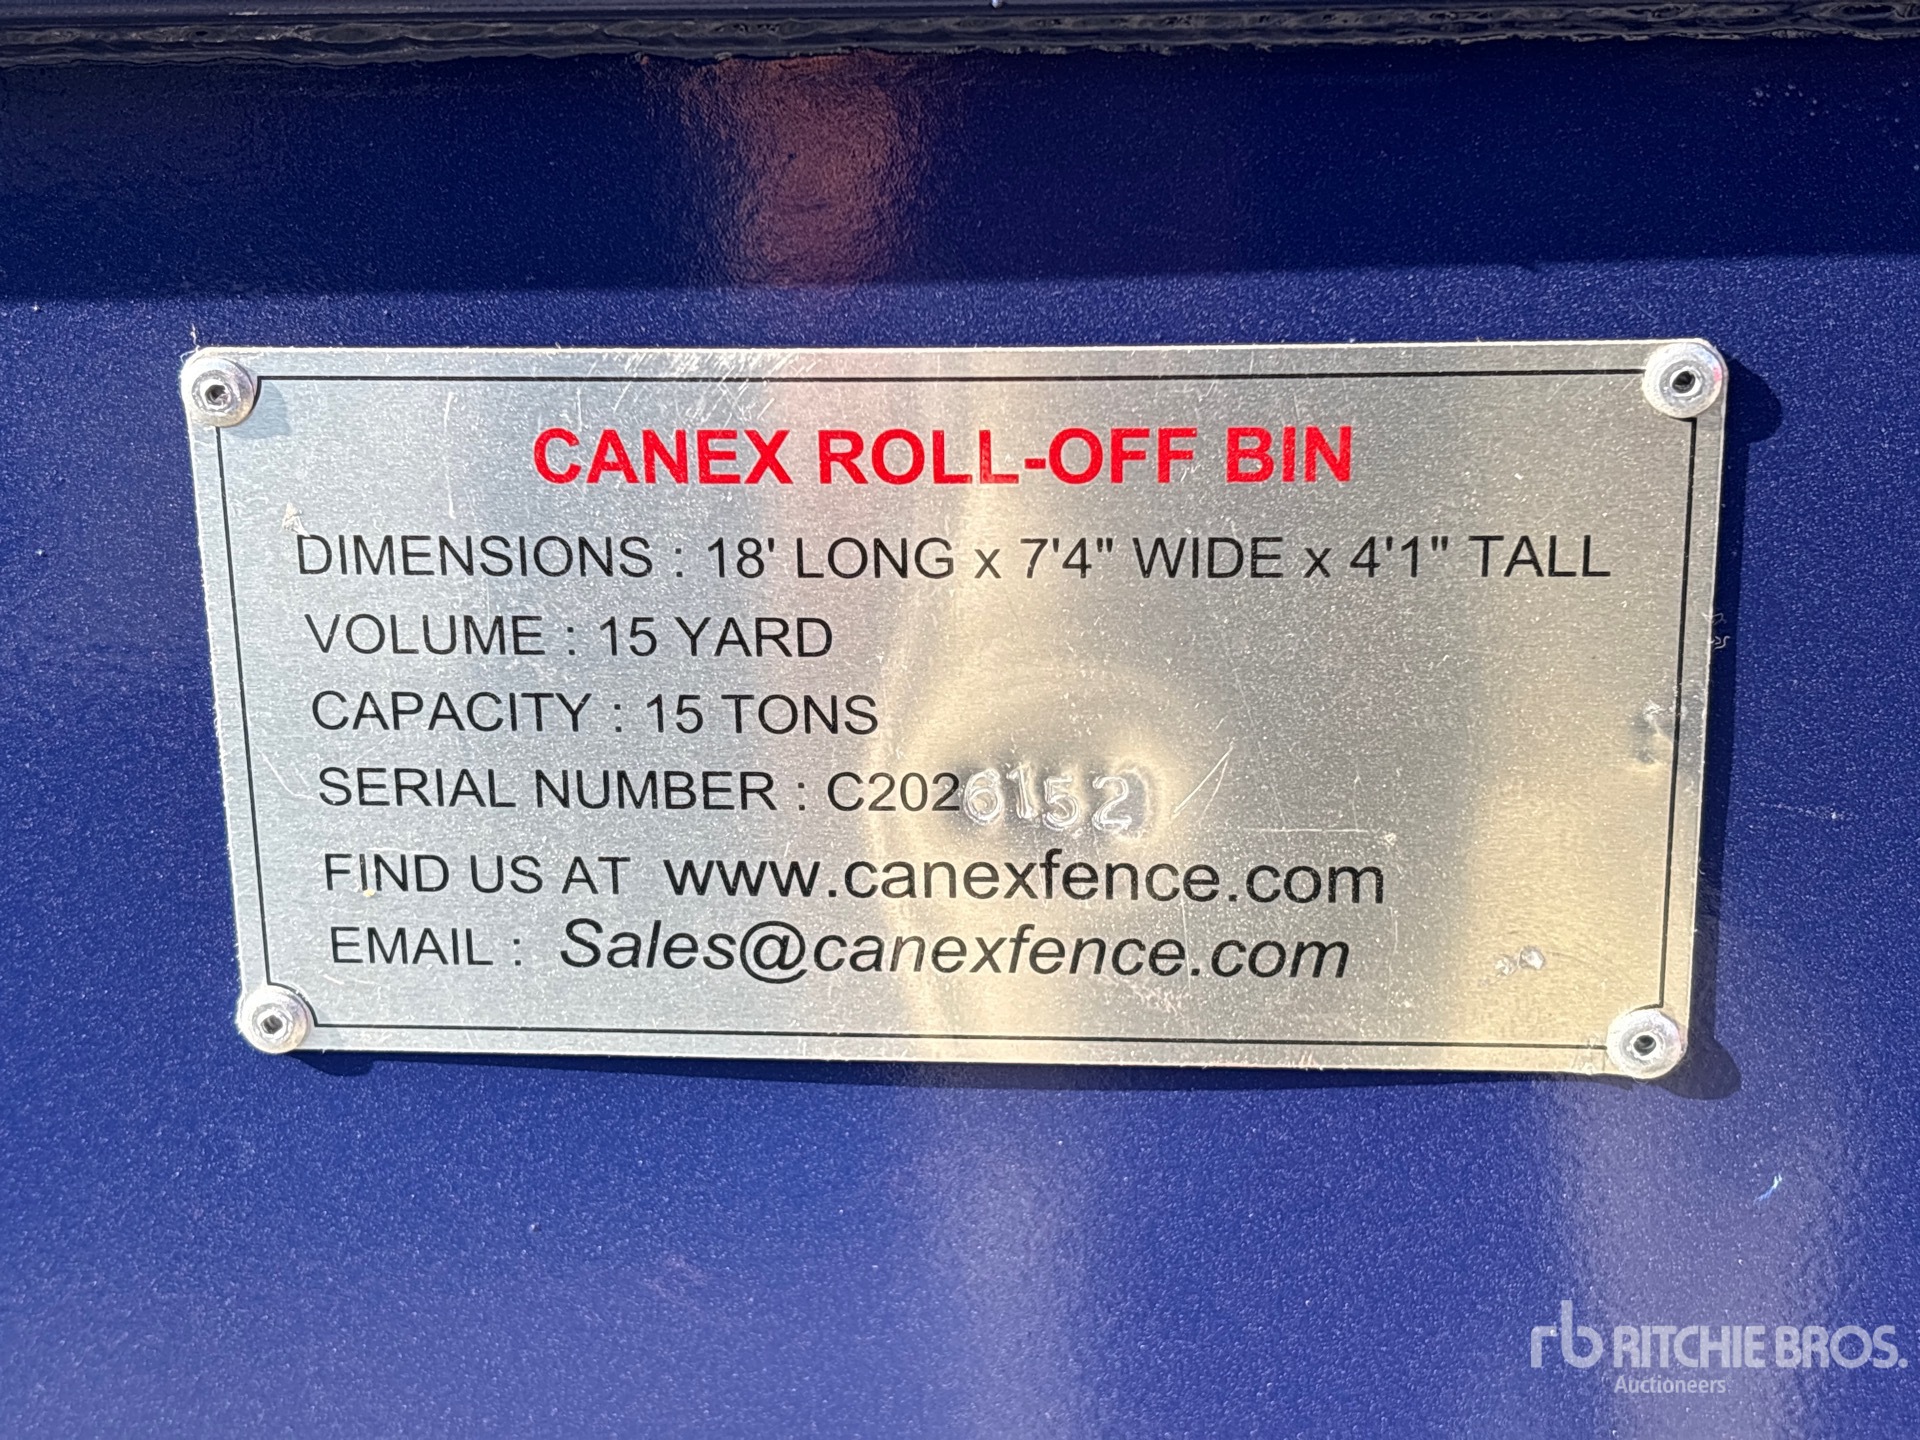 CANEX ROLL-OFF BIN
DIMENSIONS : 18' LONG x 7'4" WIDE x 4'1" TALL
VOLUME : 15 YARD
CAPACITY : 15 TONS
SERIAL NUMBER : C2026152
FIND US AT www.canexfence.com
EMAIL : Sales@canexfence.com
rb RITCHIE BROS.
Auctioneers